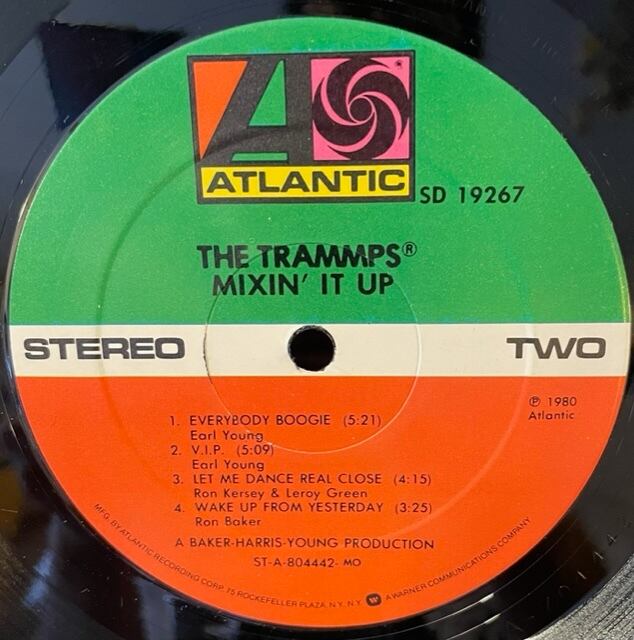 ATLANTIC
SD 19267
THE TRAMMPS®
MIXIN' IT UP
STEREO
TWO
℗ 1980
Atlantic
1. EVERYBODY BOOGIE (5:21)
Earl Young
2. V.I.P. (5:09)
Earl Young
3. LET ME DANCE REAL CLOSE (4:15)
Ron Kersey & Leroy Green
4. WAKE UP FROM YESTERDAY (3:25)
Ron Baker
A BAKER-HARRIS-YOUNG PRODUCTION
ST-A-804442- MO
MFG. BY ATLANTIC RECORDING CORP. 75 ROCKEFELLER PLAZA, N.Y. N.Y. A WARNER COMMUNICATIONS COMPANY